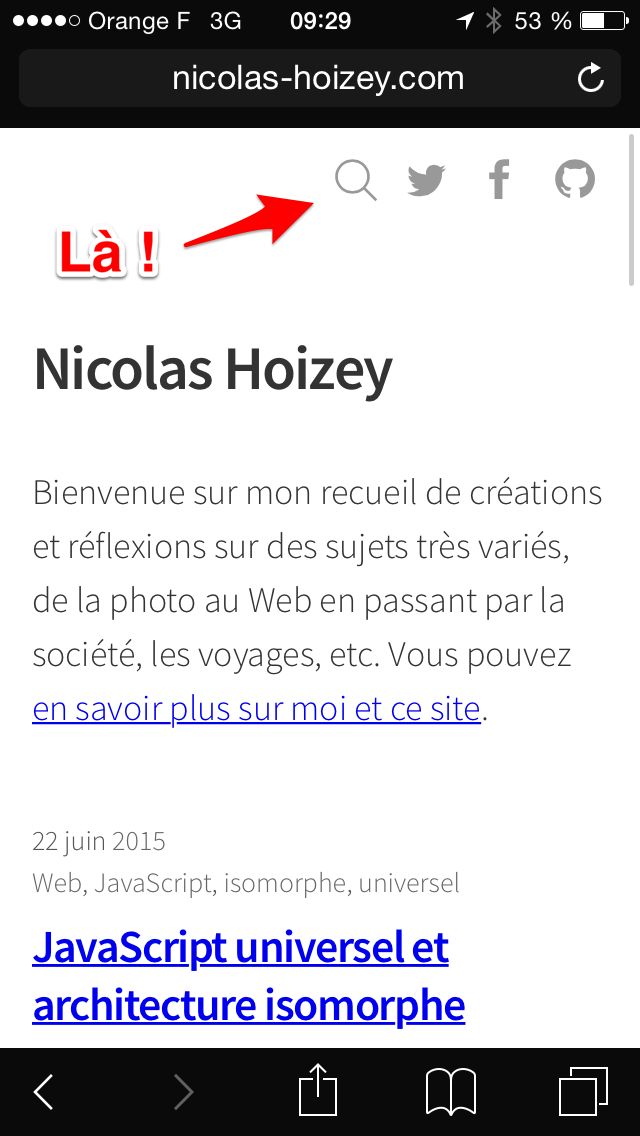 Orange F 3G 09:29 53 %
nicolas-hoizey.com
Là !
Nicolas Hoizey
Bienvenue sur mon recueil de créations
et réflexions sur des sujets très variés,
de la photo au Web en passant par la
société, les voyages, etc. Vous pouvez
en savoir plus sur moi et ce site.
22 juin 2015
Web, JavaScript, isomorphe, universel
JavaScript universel et
architecture isomorphe